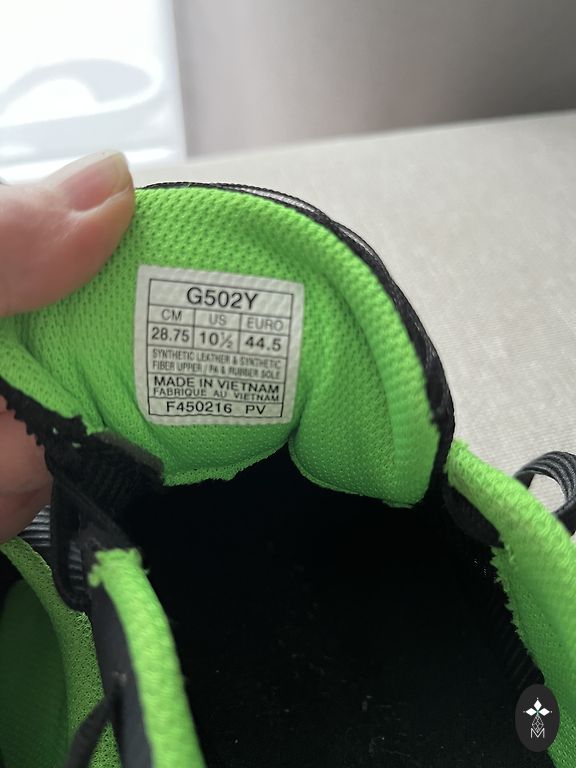 G502Y
CM US EURO
28.75 10½ 44.5
SYNTHETIC LEATHER & SYNTHETIC
FIBER UPPER / PA & RUBBER SOLE
MADE IN VIETNAM
FABRIQUE AU VIETNAM
F450216 PV
M